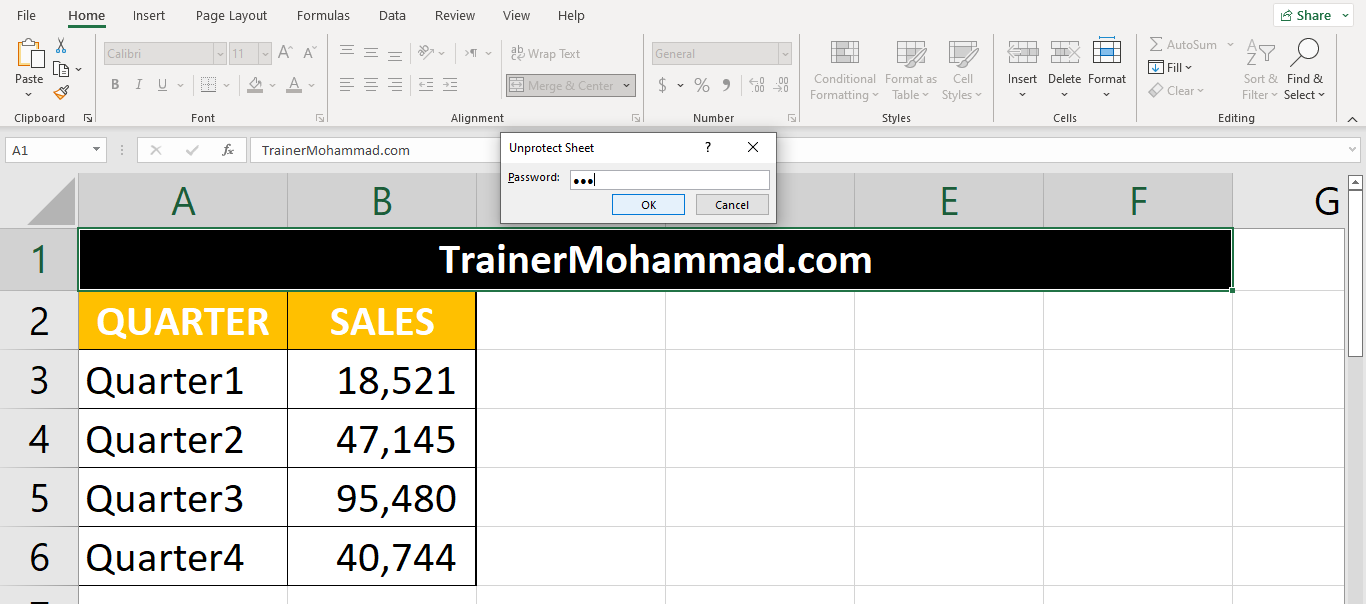 File Home Insert Page Layout Formulas Data Review View Help Share
Calibri 11 A^ Aˇ ab Wrap Text General AutoSum
Paste Conditional Formatting Format as Table Cell Styles Insert Delete Format Fill Sort & Filter Find & Select
B I U A Merge & Center $ % 9 Clear
Clipboard Font Alignment Number Styles Cells Editing
A1 fx TrainerMohammad.com
Unprotect Sheet ?
Password: •••
OK Cancel
A B E F G
1 TrainerMohammad.com
2 QUARTER SALES
3 Quarter1 18,521
4 Quarter2 47,145
5 Quarter3 95,480
6 Quarter4 40,744